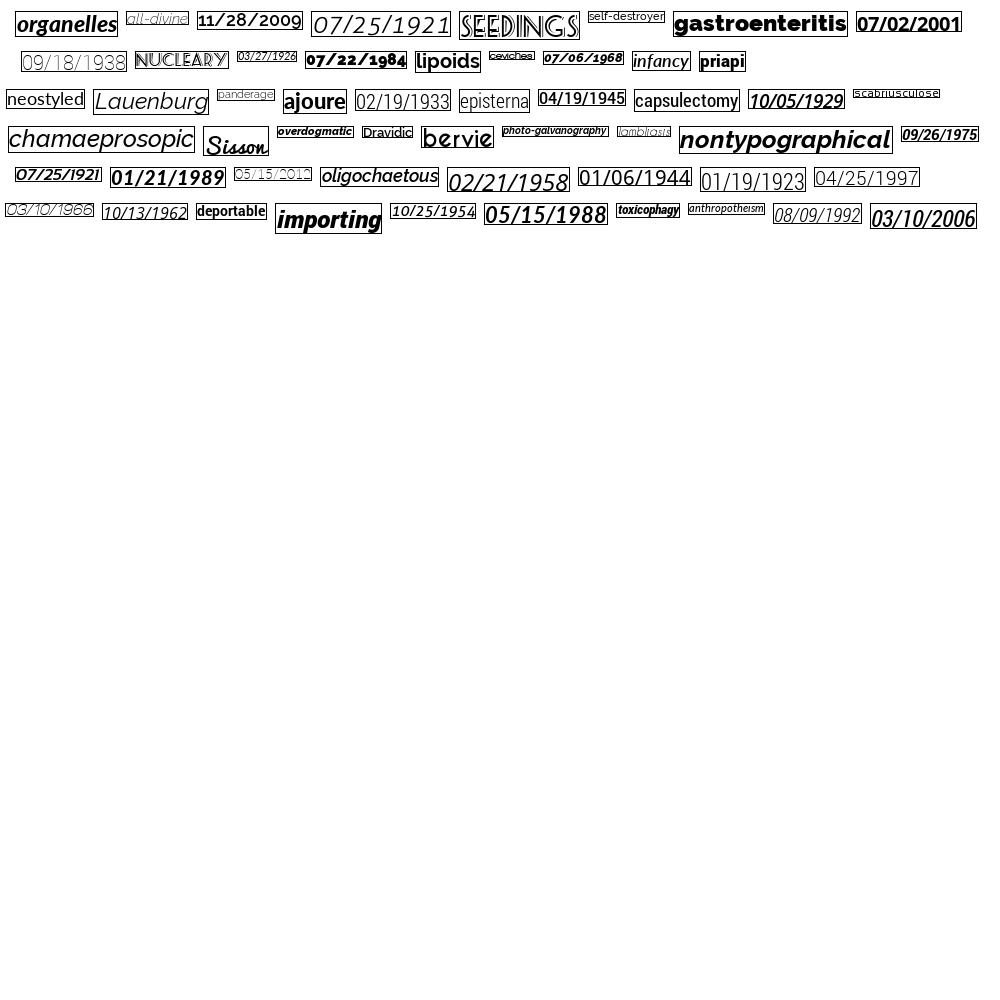 organelles all-divine 11/28/2009 07/25/1921 SEEDINGS self-destroyer gastroenteritis 07/02/2001
09/18/1938 NUCLEARY 03/27/1926 07/22/1984 lipoids ceviches 07/06/1968 infancy priapi
neostyled Lauenburg panderage ajoure 02/19/1933 episterna 04/19/1945 capsulectomy 10/05/1929 scabriusculose
chamaeprosopic Sisson overdogmatic Dravidic bervie photo-galvanography lambliasis nontypographical 09/26/1975
07/25/1921 01/21/1989 05/15/2012 oligochaetous 02/21/1958 01/06/1944 01/19/1923 04/25/1997
03/10/1966 10/13/1962 deportable importing 10/25/1954 05/15/1988 toxicophagy anthropotheism 08/09/1992 03/10/2006